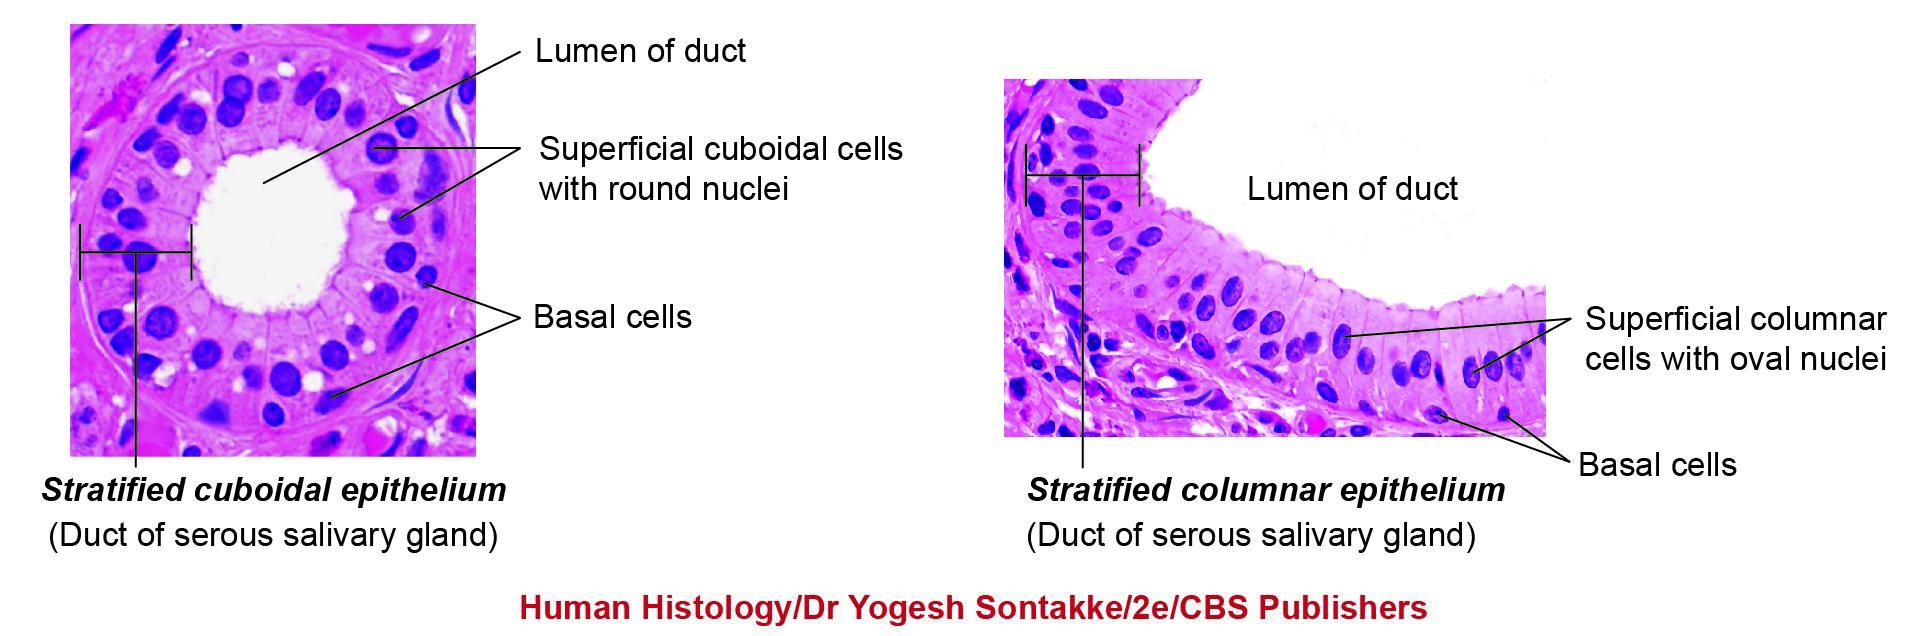 Lumen of duct
Superficial cuboidal cells
with round nuclei
Basal cells
Stratified cuboidal epithelium
(Duct of serous salivary gland)
Lumen of duct
Superficial columnar
cells with oval nuclei
Basal cells
Stratified columnar epithelium
(Duct of serous salivary gland)
Human Histology/Dr Yogesh Sontakke/2e/CBS Publishers